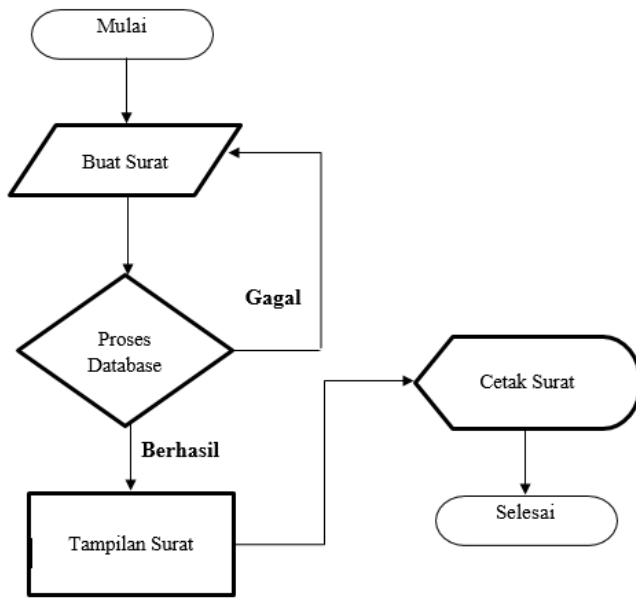 Mulai
Buat Surat
Gagal
Proses
Database
Cetak Surat
Berhasil
Selesai
Tampilan Surat